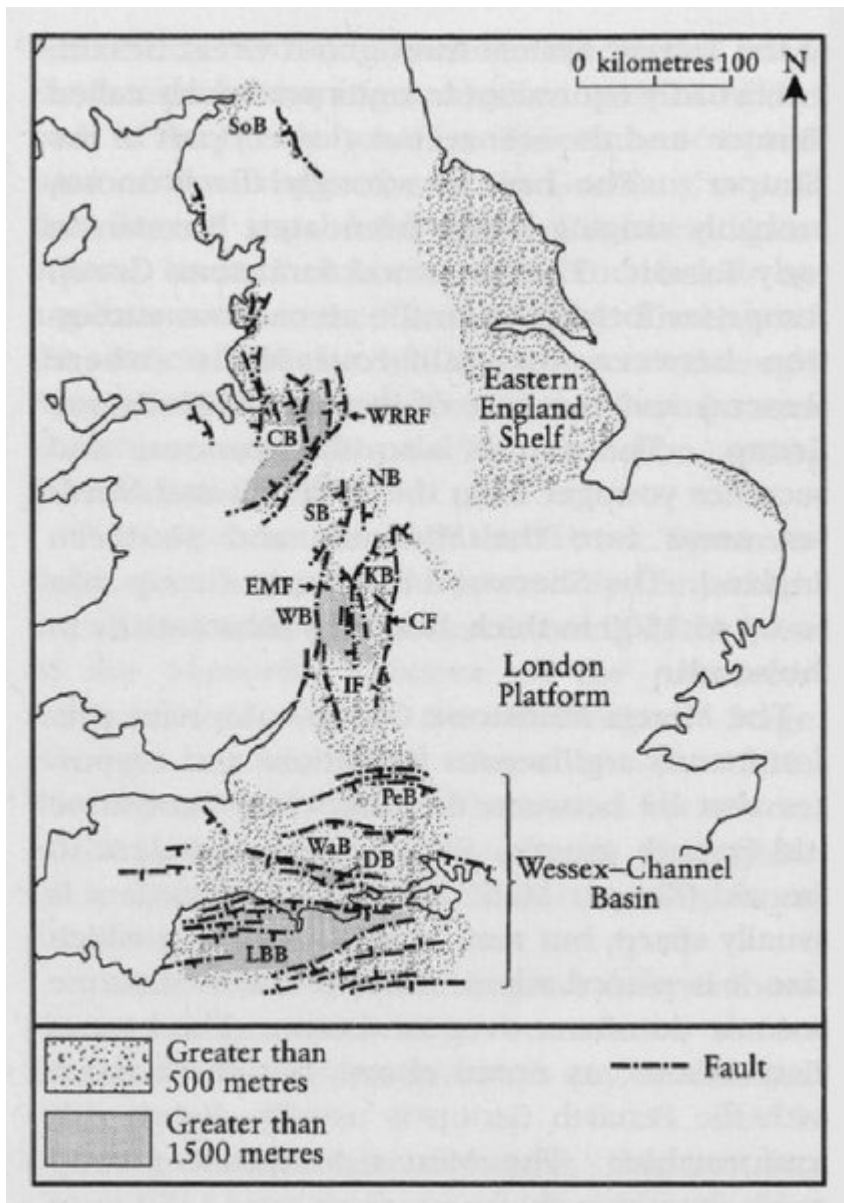 0 kilometres 100
N
SoB
Eastern
England
Shelf
WRRF
CB
NB
SB
KB
EMF
WB
CF
IF
London
Platform
PeB
WaB
DB
Wessex–Channel
Basin
LBB
Greater than
500 metres
Fault
Greater than
1500 metres